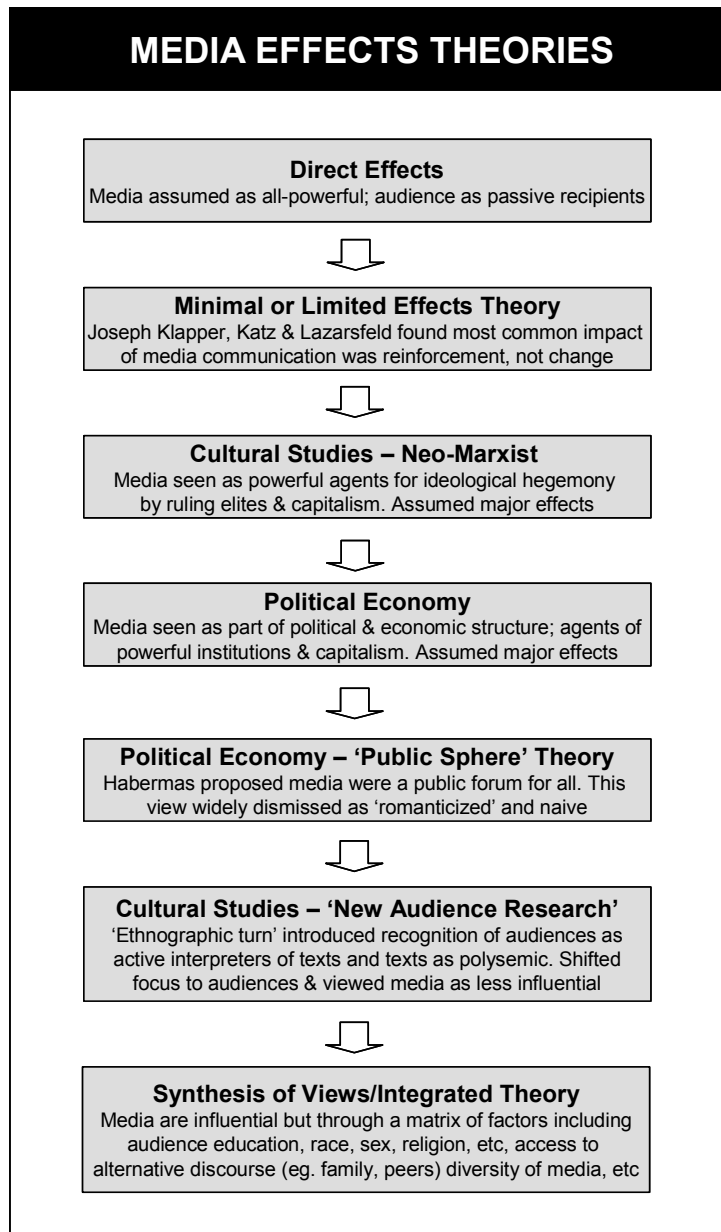 MEDIA EFFECTS THEORIES
Direct Effects
Media assumed as all-powerful; audience as passive recipients
Minimal or Limited Effects Theory
Joseph Klapper, Katz & Lazarsfeld found most common impact
of media communication was reinforcement, not change
Cultural Studies – Neo-Marxist
Media seen as powerful agents for ideological hegemony
by ruling elites & capitalism. Assumed major effects
Political Economy
Media seen as part of political & economic structure; agents of
powerful institutions & capitalism. Assumed major effects
Political Economy – ‘Public Sphere’ Theory
Habermas proposed media were a public forum for all. This
view widely dismissed as ‘romanticized’ and naive
Cultural Studies – ‘New Audience Research’
‘Ethnographic turn’ introduced recognition of audiences as
active interpreters of texts and texts as polysemic. Shifted
focus to audiences & viewed media as less influential
Synthesis of Views/Integrated Theory
Media are influential but through a matrix of factors including
audience education, race, sex, religion, etc, access to
alternative discourse (eg. family, peers) diversity of media, etc